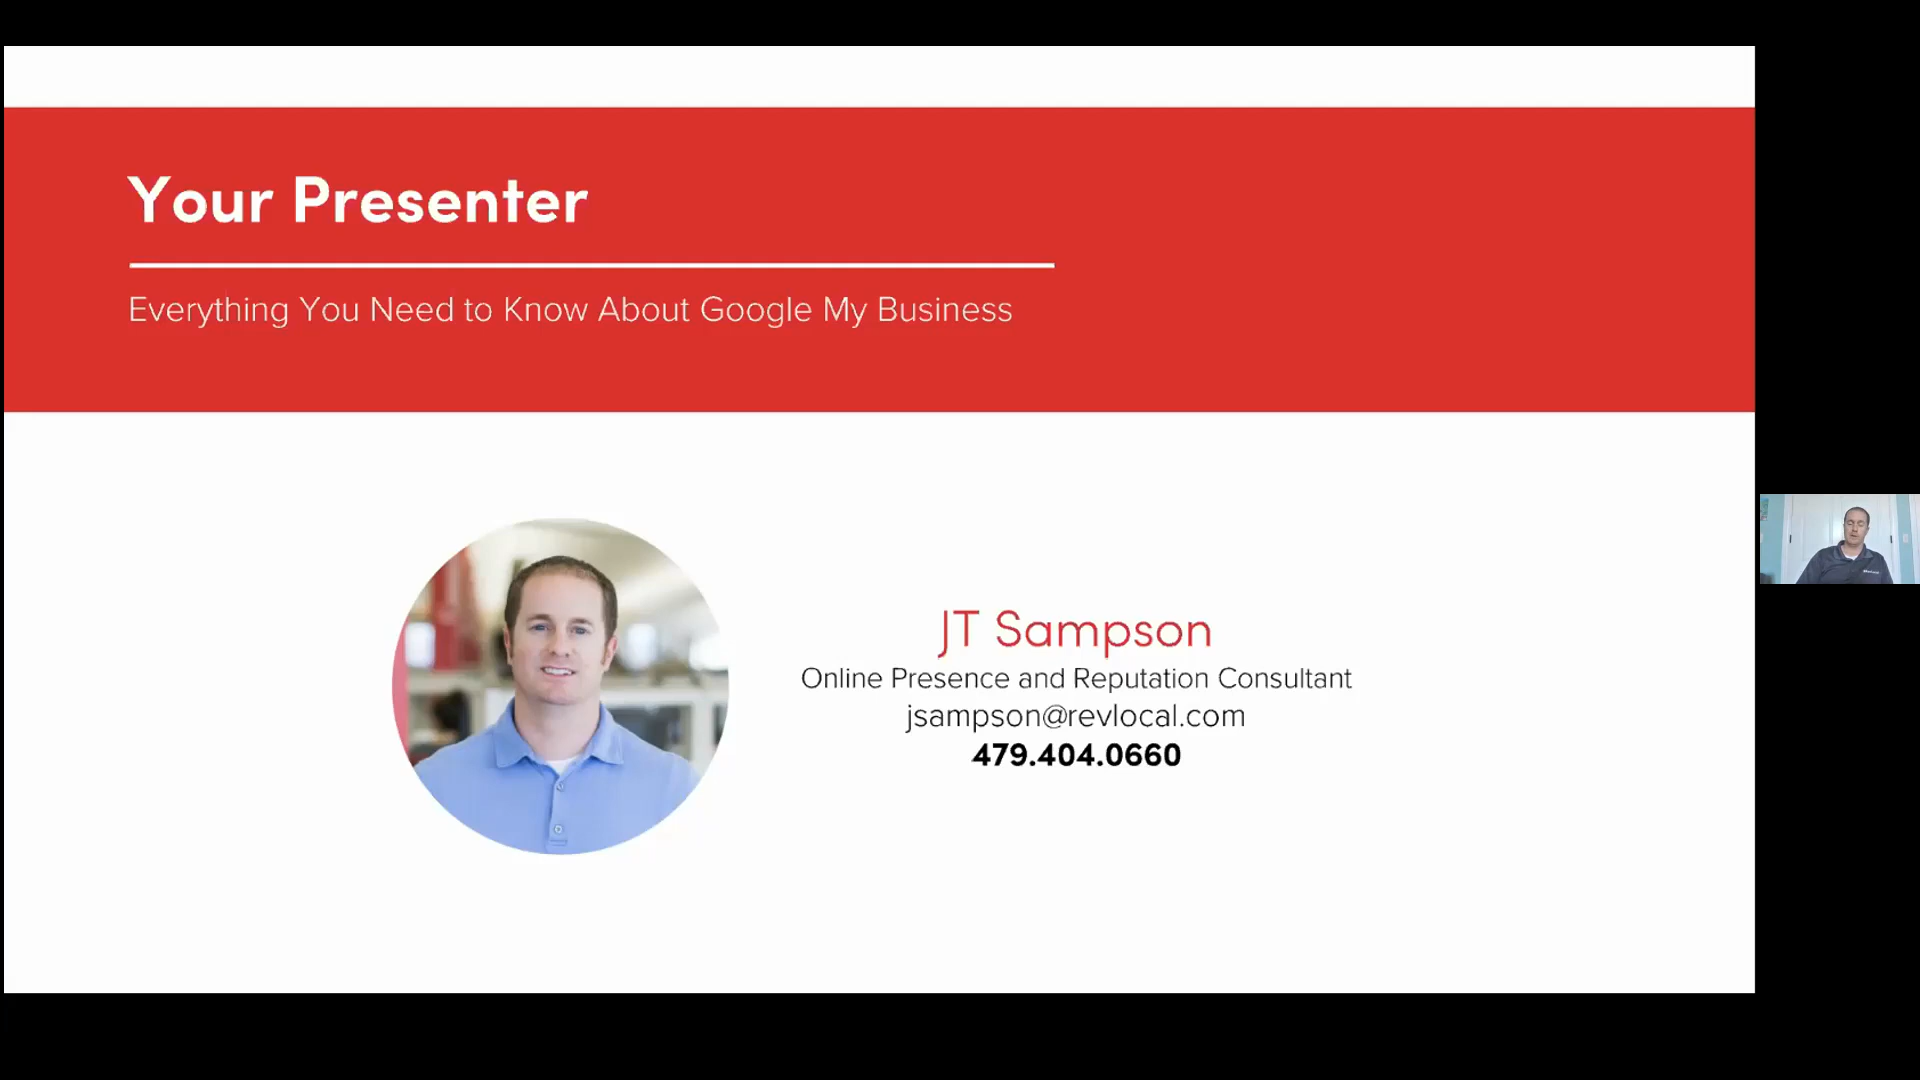 Your Presenter
Everything You Need to Know About Google My Business
JT Sampson
Online Presence and Reputation Consultant
jsampson@revlocal.com
479.404.0660